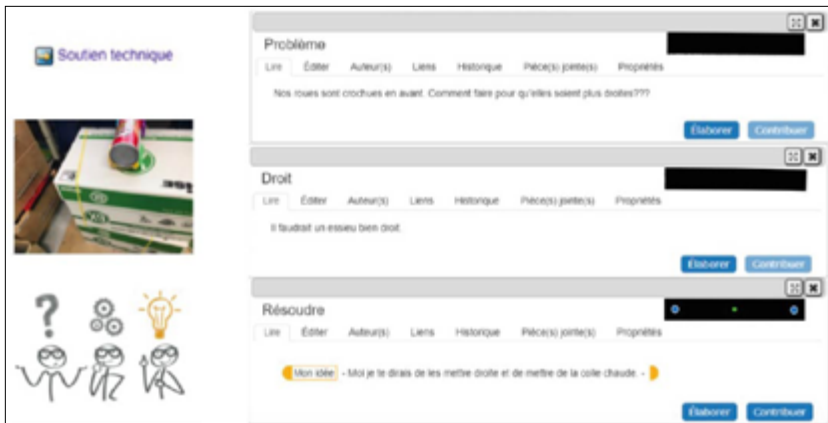 Soutien technique
Problème
Lire Éditer Auteur(s) Liens Historique Pièce(s) jointe(s) Propriétés
Nos roues sont crochues en avant. Comment faire pour qu'elles soient plus droites???
Élaborer Contribuer
Droit
Lire Éditer Auteur(s) Liens Historique Pièce(s) jointe(s) Propriétés
Il faudrait un essieu bien droit.
Élaborer Contribuer
Résoudre
Lire Éditer Auteur(s) Liens Historique Pièce(s) jointe(s) Propriétés
Mon idée - Moi je te dirais de les mettre droite et de mettre de la colle chaude. -
Élaborer Contribuer